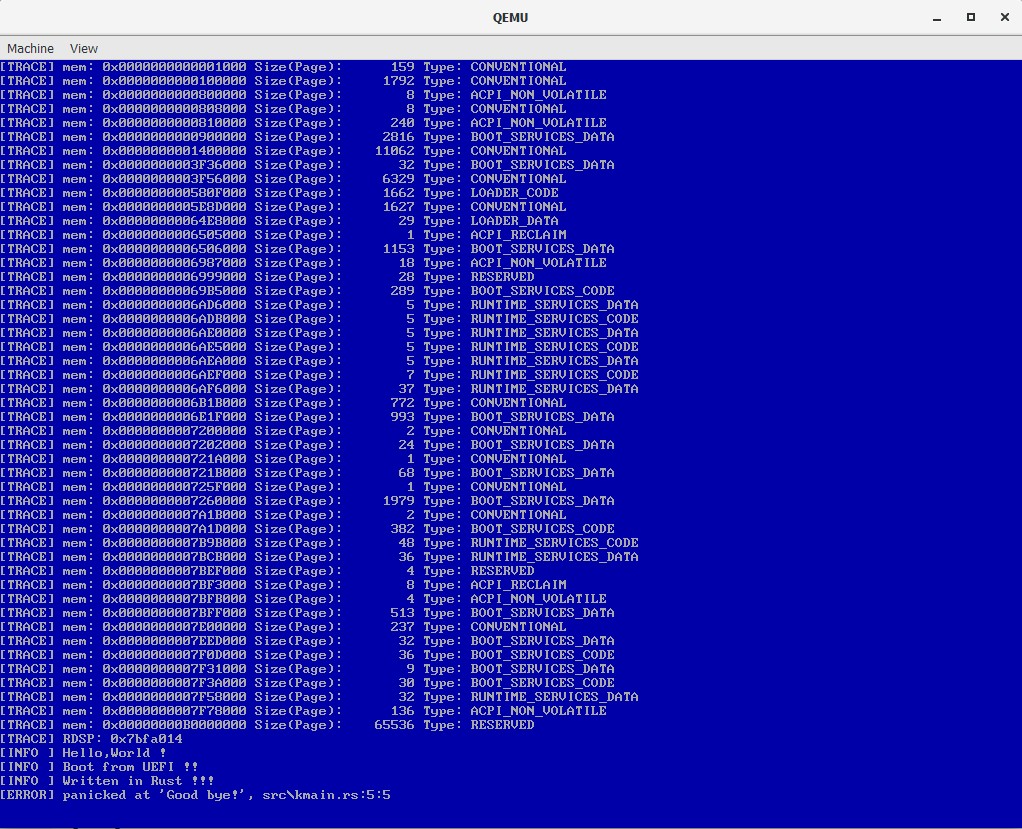 QEMU
Machine View
[TRACE] mem: 0x0000000000001000 Size(Page): 159 Type: CONVENTIONAL
[TRACE] mem: 0x0000000000100000 Size(Page): 1792 Type: CONVENTIONAL
[TRACE] mem: 0x0000000000800000 Size(Page): 8 Type: ACPI_NON_VOLATILE
[TRACE] mem: 0x0000000000808000 Size(Page): 8 Type: CONVENTIONAL
[TRACE] mem: 0x0000000000810000 Size(Page): 240 Type: ACPI_NON_VOLATILE
[TRACE] mem: 0x0000000000900000 Size(Page): 2816 Type: BOOT_SERVICES_DATA
[TRACE] mem: 0x0000000001400000 Size(Page): 11062 Type: CONVENTIONAL
[TRACE] mem: 0x0000000003F36000 Size(Page): 32 Type: BOOT_SERVICES_DATA
[TRACE] mem: 0x0000000003F56000 Size(Page): 6329 Type: CONVENTIONAL
[TRACE] mem: 0x000000000580F000 Size(Page): 1662 Type: LOADER_CODE
[TRACE] mem: 0x0000000005E8D000 Size(Page): 1627 Type: CONVENTIONAL
[TRACE] mem: 0x00000000064E8000 Size(Page): 29 Type: LOADER_DATA
[TRACE] mem: 0x0000000006505000 Size(Page): 1 Type: ACPI_RECLAIM
[TRACE] mem: 0x0000000006506000 Size(Page): 1153 Type: BOOT_SERVICES_DATA
[TRACE] mem: 0x0000000006987000 Size(Page): 18 Type: ACPI_NON_VOLATILE
[TRACE] mem: 0x0000000006999000 Size(Page): 28 Type: RESERVED
[TRACE] mem: 0x00000000069B5000 Size(Page): 289 Type: BOOT_SERVICES_CODE
[TRACE] mem: 0x0000000006AD6000 Size(Page): 5 Type: RUNTIME_SERVICES_DATA
[TRACE] mem: 0x0000000006ADB000 Size(Page): 5 Type: RUNTIME_SERVICES_CODE
[TRACE] mem: 0x0000000006AE0000 Size(Page): 5 Type: RUNTIME_SERVICES_DATA
[TRACE] mem: 0x0000000006AE5000 Size(Page): 5 Type: RUNTIME_SERVICES_CODE
[TRACE] mem: 0x0000000006AEA000 Size(Page): 5 Type: RUNTIME_SERVICES_DATA
[TRACE] mem: 0x0000000006AEF000 Size(Page): 7 Type: RUNTIME_SERVICES_CODE
[TRACE] mem: 0x0000000006AF6000 Size(Page): 37 Type: RUNTIME_SERVICES_DATA
[TRACE] mem: 0x0000000006B1B000 Size(Page): 772 Type: CONVENTIONAL
[TRACE] mem: 0x0000000006E1F000 Size(Page): 993 Type: BOOT_SERVICES_DATA
[TRACE] mem: 0x0000000007200000 Size(Page): 2 Type: CONVENTIONAL
[TRACE] mem: 0x0000000007202000 Size(Page): 24 Type: BOOT_SERVICES_DATA
[TRACE] mem: 0x000000000721A000 Size(Page): 1 Type: CONVENTIONAL
[TRACE] mem: 0x000000000721B000 Size(Page): 68 Type: BOOT_SERVICES_DATA
[TRACE] mem: 0x000000000725F000 Size(Page): 1 Type: CONVENTIONAL
[TRACE] mem: 0x0000000007260000 Size(Page): 1979 Type: BOOT_SERVICES_DATA
[TRACE] mem: 0x0000000007A1B000 Size(Page): 2 Type: CONVENTIONAL
[TRACE] mem: 0x0000000007A1D000 Size(Page): 382 Type: BOOT_SERVICES_CODE
[TRACE] mem: 0x0000000007B9B000 Size(Page): 48 Type: RUNTIME_SERVICES_CODE
[TRACE] mem: 0x0000000007BCB000 Size(Page): 36 Type: RUNTIME_SERVICES_DATA
[TRACE] mem: 0x0000000007BEF000 Size(Page): 4 Type: RESERVED
[TRACE] mem: 0x0000000007BF3000 Size(Page): 8 Type: ACPI_RECLAIM
[TRACE] mem: 0x0000000007BFB000 Size(Page): 4 Type: ACPI_NON_VOLATILE
[TRACE] mem: 0x0000000007BFF000 Size(Page): 513 Type: BOOT_SERVICES_DATA
[TRACE] mem: 0x0000000007E00000 Size(Page): 237 Type: CONVENTIONAL
[TRACE] mem: 0x0000000007EED000 Size(Page): 32 Type: BOOT_SERVICES_DATA
[TRACE] mem: 0x0000000007F0D000 Size(Page): 36 Type: BOOT_SERVICES_CODE
[TRACE] mem: 0x0000000007F31000 Size(Page): 9 Type: BOOT_SERVICES_DATA
[TRACE] mem: 0x0000000007F3A000 Size(Page): 30 Type: BOOT_SERVICES_CODE
[TRACE] mem: 0x0000000007F58000 Size(Page): 32 Type: RUNTIME_SERVICES_DATA
[TRACE] mem: 0x0000000007F78000 Size(Page): 136 Type: ACPI_NON_VOLATILE
[TRACE] mem: 0x00000000B0000000 Size(Page): 65536 Type: RESERVED
[TRACE] RDSP: 0x7bfa014
[INFO ] Hello,World !
[INFO ] Boot from UEFI !!
[INFO ] Written in Rust !!!
[ERROR] panicked at 'Good bye!', src\kmain.rs:5:5